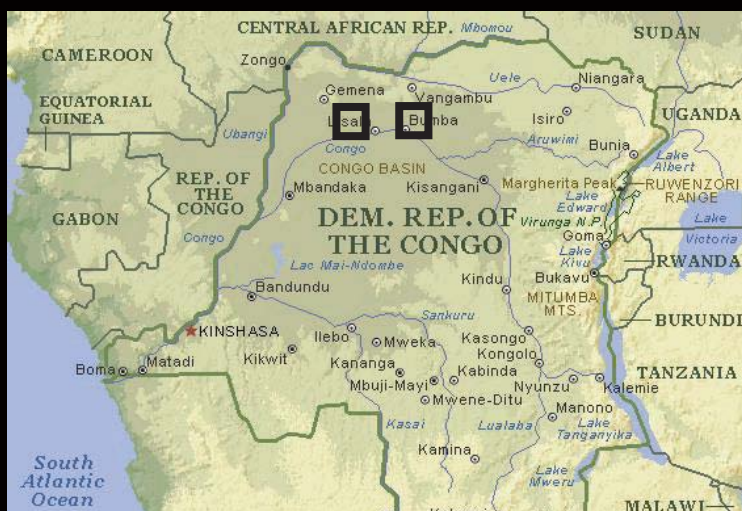 CENTRAL AFRICAN REP.
Mbomou
SUDAN
CAMEROON
Zongo
Uele
Niangara
Gemena
Yangambu
EQUATORIAL
GUINEA
UGANDA
Lisala
Bumba
Isiro
Ubangi
Aruwimi
Bunia
Congo
Lake
Albert
REP. OF
THE
CONGO
CONGO BASIN
Kisangani
Margherita Peak
RUWENZORI
RANGE
Mbandaka
Lake
Edward
GABON
DEM. REP. OF
THE CONGO
Virunga N.P.
Lake
Victoria
Congo
Goma
Lake
Kivu
RWANDA
Lac Mai-Ndombe
Kindu
Bukavu
Bandundu
MITUMBA
MTS.
BURUNDI
Sankuru
KINSHASA
Ilebo
Mweka
Kasongo
Kikwit
Kongolo
Boma
Matadi
Kananga
Kabinda
TANZANIA
Mbuji-Mayi
Nyunzu
Kalemie
Mwene-Ditu
Manono
Kasai
Lualaba
Lake
Tanganyika
South
Atlantic
Ocean
Kamina
Lake
Mweru
MALAWI